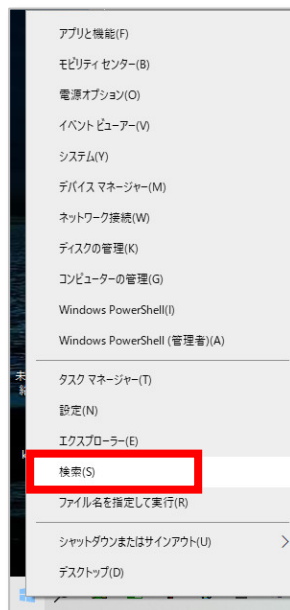 アプリと機能(F)
モビリティ センター(B)
電源オプション(O)
イベント ビューアー(V)
システム(Y)
デバイス マネージャー(M)
ネットワーク接続(W)
ディスクの管理(K)
コンピューターの管理(G)
Windows PowerShell(I)
Windows PowerShell (管理者)(A)
タスク マネージャー(T)
設定(N)
エクスプローラー(E)
検索(S)
ファイル名を指定して実行(R)
シャットダウンまたはサインアウト(U)
デスクトップ(D)